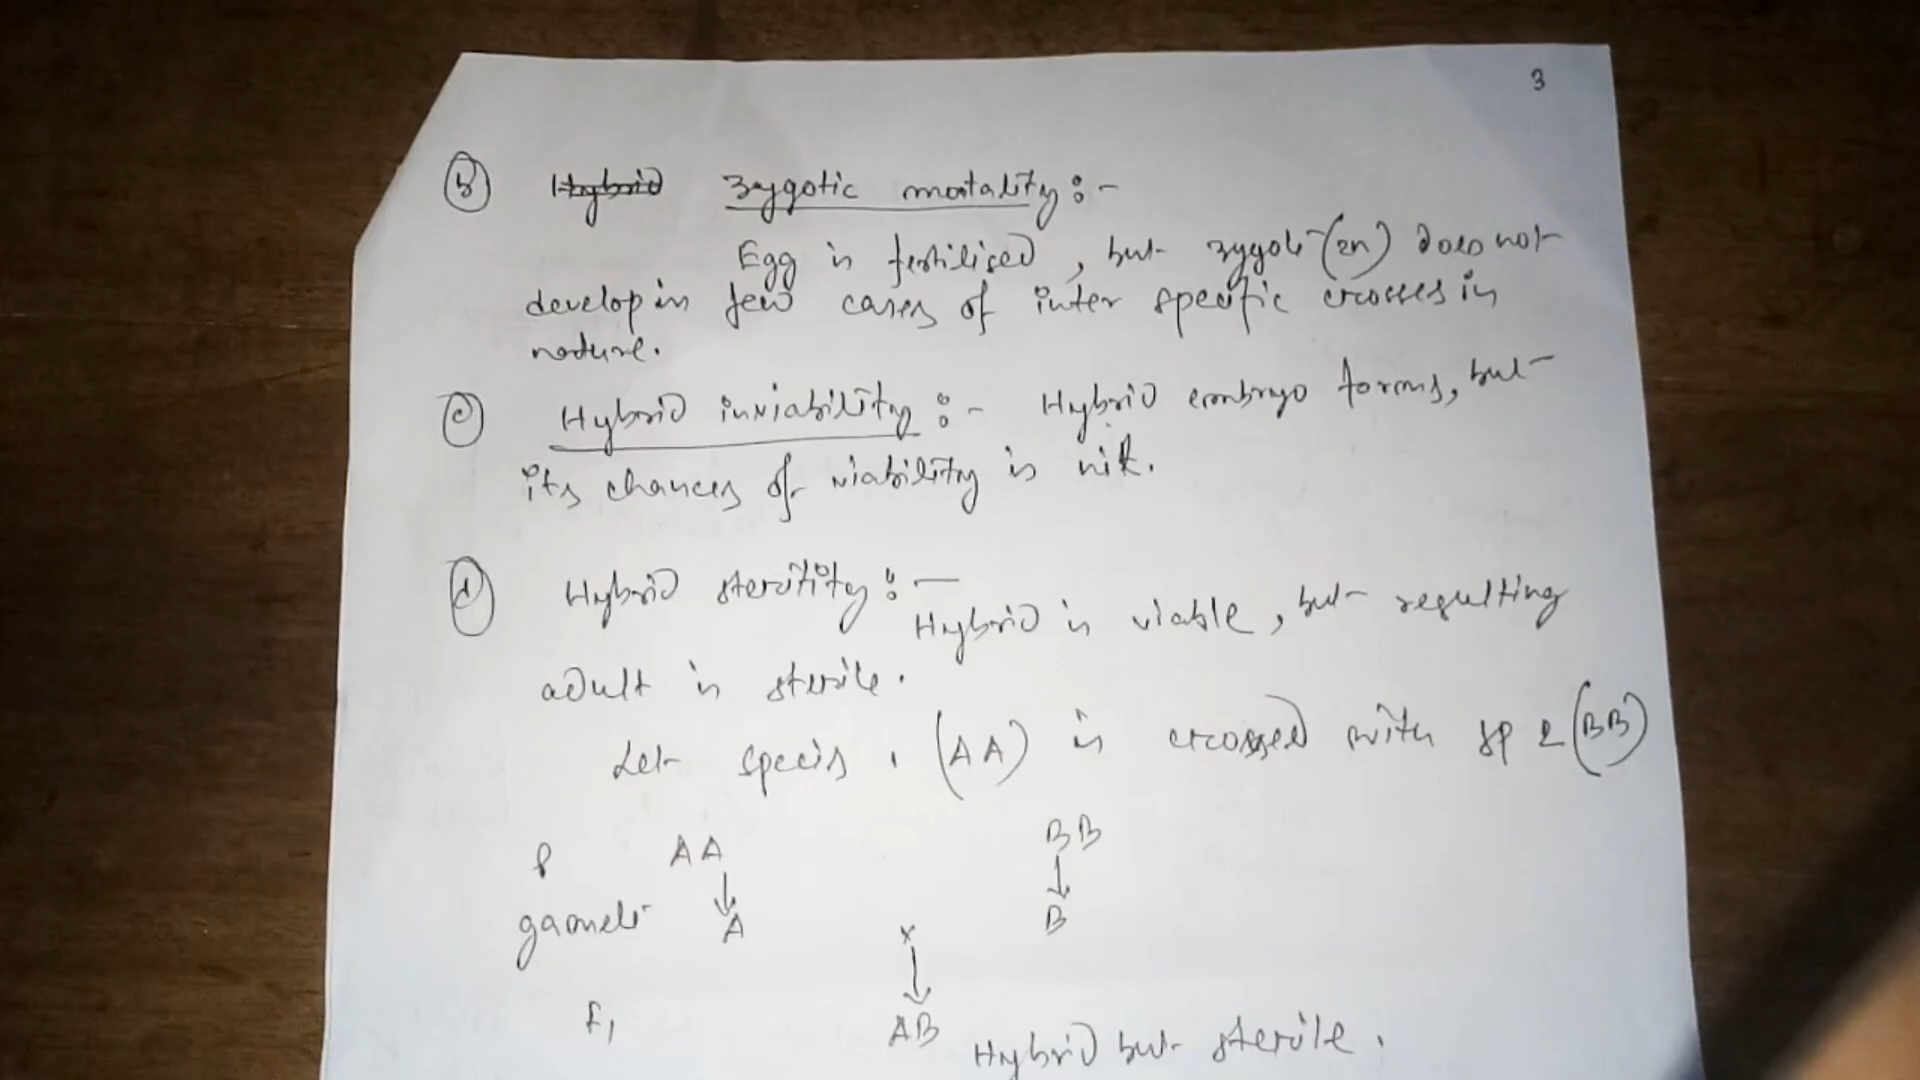 3
(b) ~~Hybrid~~ Zygotic mortality :-
Egg is fertilised, but zygote (2n) does not
develop in few cases of inter specific crosses in
nature.
(c) Hybrid inviability :- Hybrid embryo forms, but
its chances of viability is nil.
(d) Hybrid sterility :-
Hybrid is viable, but resulting
adult is sterile.
Let species 1 (AA) is crossed with sp 2 (BB)
P AA BB
↓ ↓
gamete A x B
↓
F1 AB Hybrid but sterile.